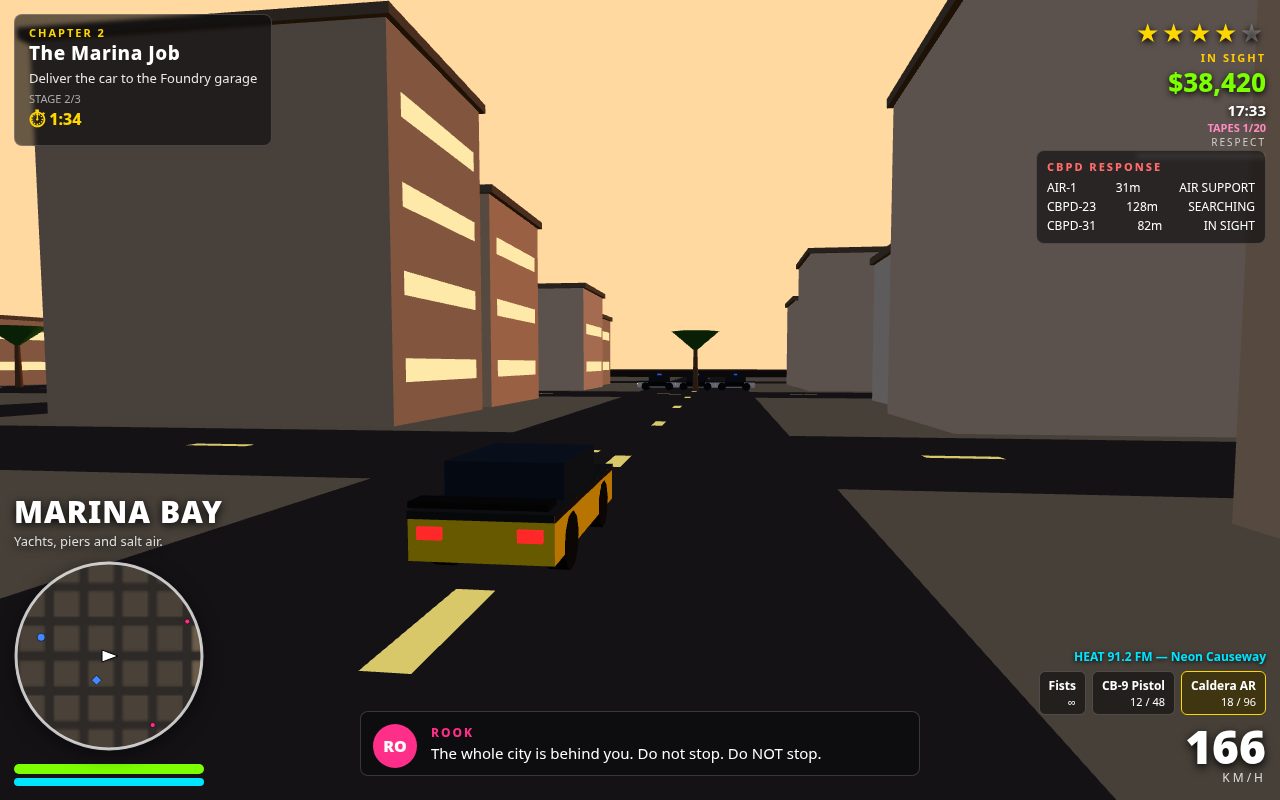 CHAPTER 2
The Marina Job
Deliver the car to the Foundry garage
STAGE 2/3
1:34
★★★★★
IN SIGHT
$38,420
17:33
TAPES 1/20
RESPECT
CBPD RESPONSE
AIR-1 31m AIR SUPPORT
CBPD-23 128m SEARCHING
CBPD-31 82m IN SIGHT
MARINA BAY
Yachts, piers and salt air.
HEAT 91.2 FM — Neon Causeway
Fists CB-9 Pistol Caldera AR
∞ 12 / 48 18 / 96
RO
ROOK
The whole city is behind you. Do not stop. Do NOT stop.
166
KM/H